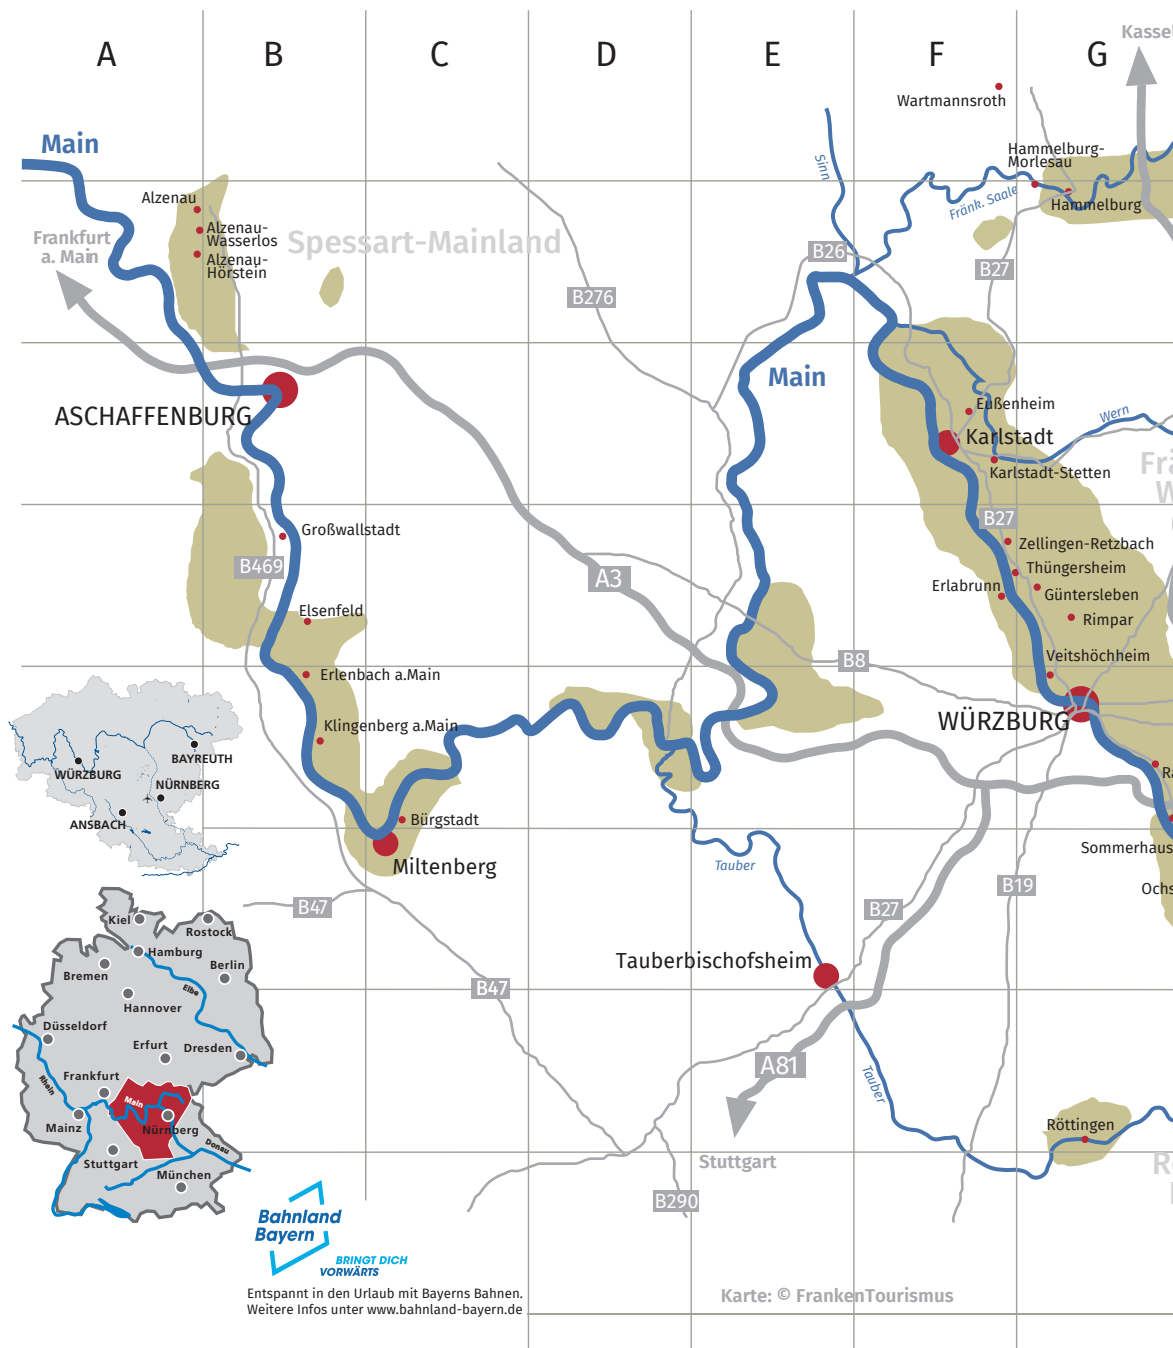 A B C D E F G
Kassel
Wartmannsroth
Main
Sinn
Hammelburg-
Morlesau
Fränk. Saale
Hammelburg
Alzenau
Alzenau-
Wasserlos
Alzenau-
Hörstein
Frankfurt
a. Main
Spessart-Mainland
B26
B27
B276
Main
ASCHAFFENBURG
Eußenheim
Wern
Karlstadt
Karlstadt-Stetten
Frä
W
Großwallstadt
B27
B469
A3
Zellingen-Retzbach
Thüngersheim
Erlabrunn
Güntersleben
Rimpar
Elsenfeld
B8
Veitshöchheim
Erlenbach a.Main
Klingenberg a.Main
WÜRZBURG
Ra
Bürgstadt
Miltenberg
Sommerhaus
Tauber
Ochs
B19
B27
B47
Tauberbischofsheim
B47
A81
Tauber
Röttingen
Stuttgart
B290
R
WÜRZBURG
BAYREUTH
NÜRNBERG
ANSBACH
Kiel
Rostock
Hamburg
Bremen
Berlin
Elbe
Hannover
Düsseldorf
Erfurt
Dresden
Rhein
Frankfurt
Main
Mainz
Nürnberg
Donau
Stuttgart
München
Bahnland
Bayern
BRINGT DICH
VORWÄRTS
Entspannt in den Urlaub mit Bayerns Bahnen.
Weitere Infos unter www.bahnland-bayern.de
Karte: © FrankenTourismus